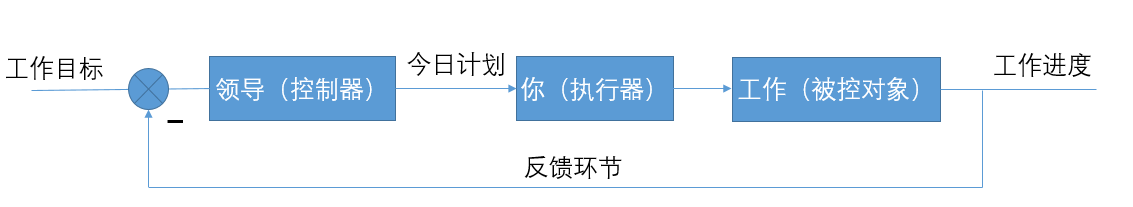 工作目标
领导（控制器）
今日计划
你（执行器）
工作（被控对象）
工作进度
反馈环节